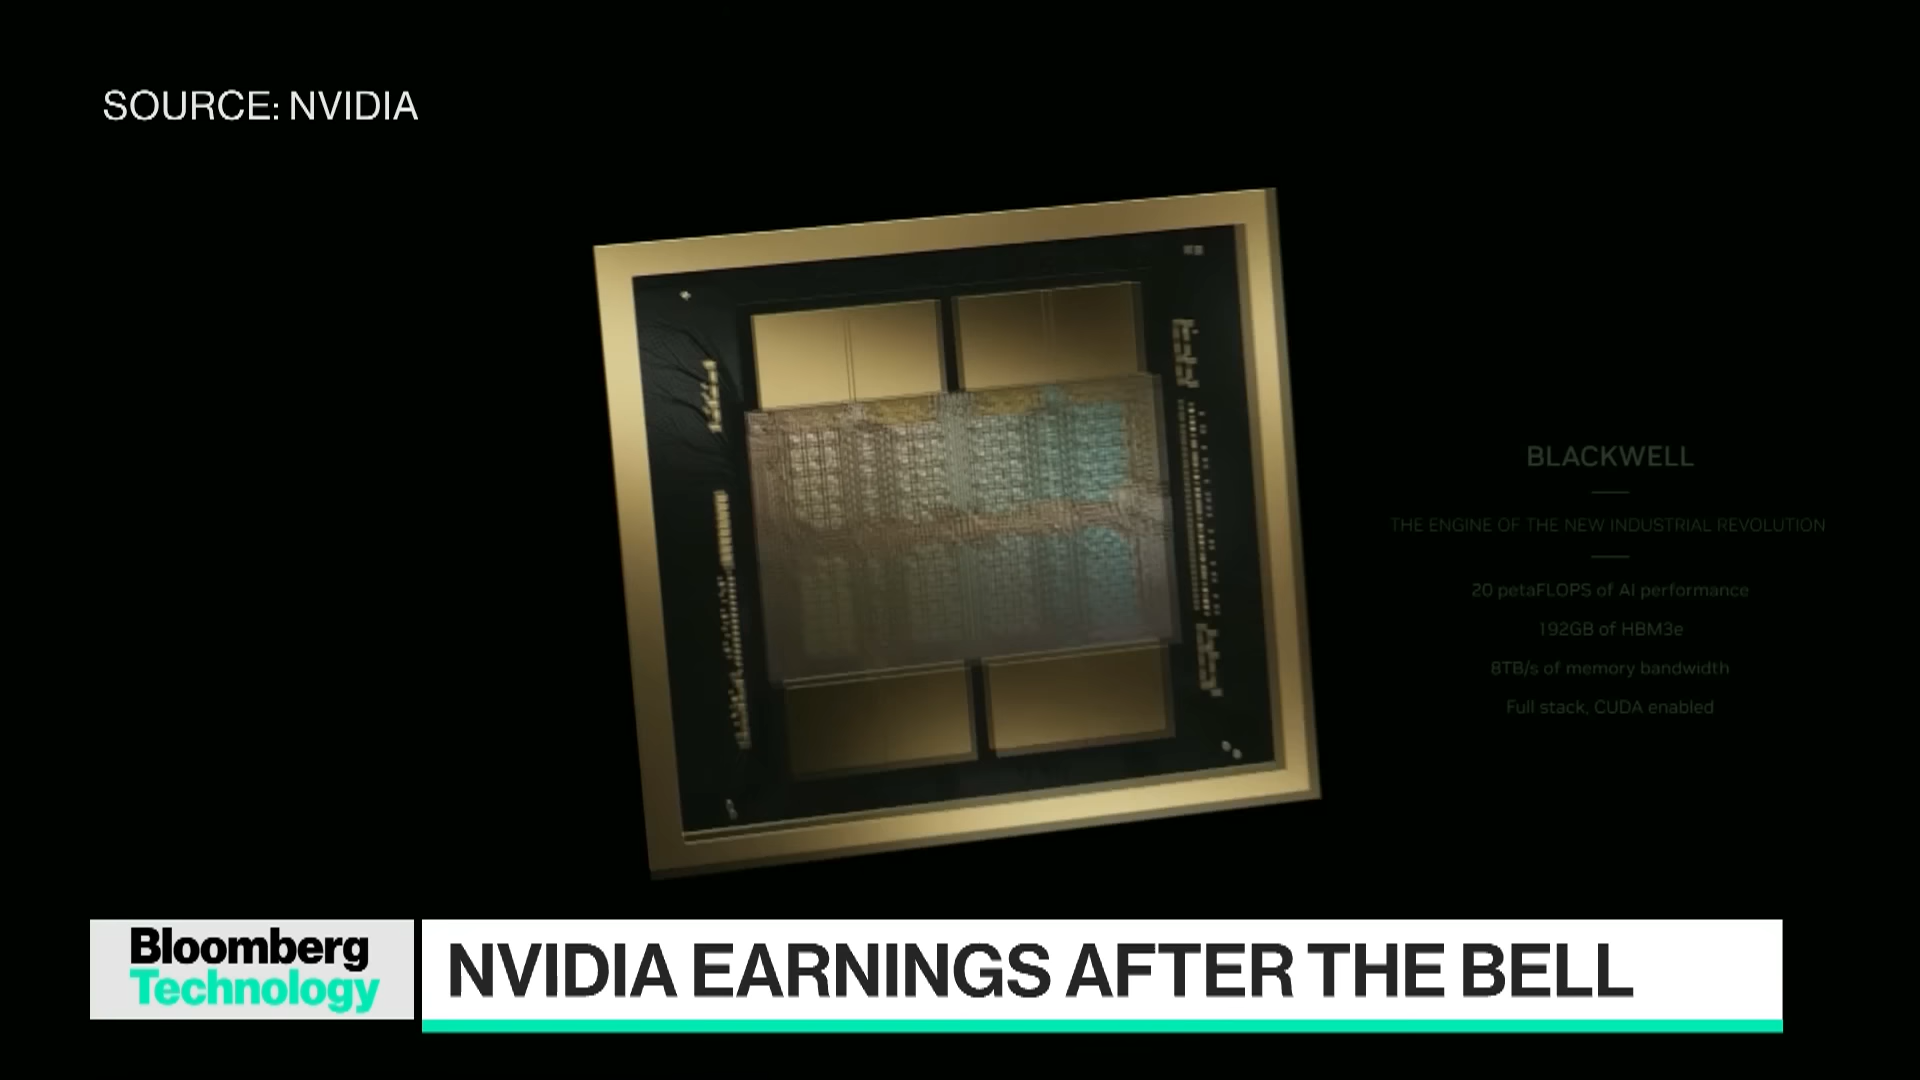 SOURCE: NVIDIA
BLACKWELL
THE ENGINE OF THE NEW INDUSTRIAL REVOLUTION
20 petaFLOPS of AI performance
192GB of HBM3e
8TB/s of memory bandwidth
Full stack, CUDA enabled
Bloomberg
Technology
NVIDIA EARNINGS AFTER THE BELL